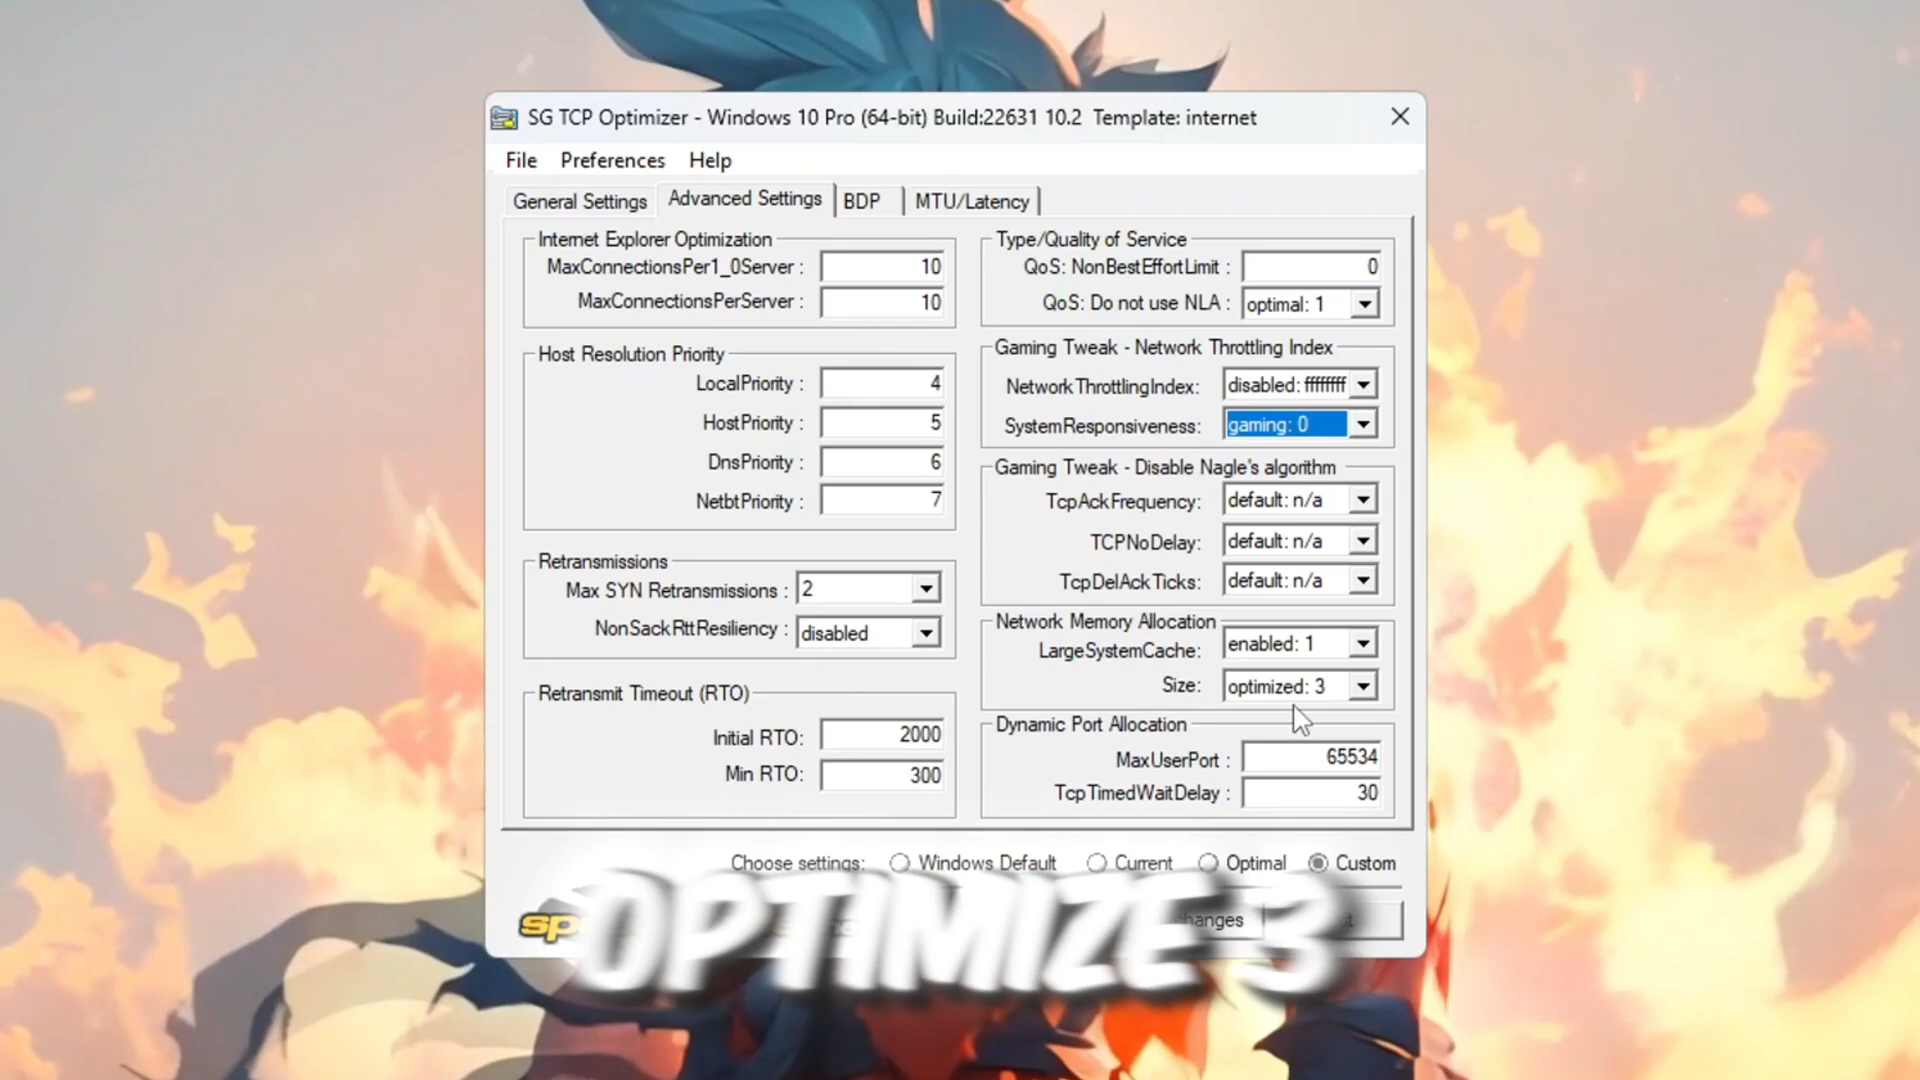 SG TCP Optimizer - Windows 10 Pro (64-bit) Build:22631 10.2 Template: internet
File Preferences Help
General Settings Advanced Settings BDP MTU/Latency
Internet Explorer Optimization
MaxConnectionsPer1_0Server : 10
MaxConnectionsPerServer : 10
Host Resolution Priority
LocalPriority : 4
HostPriority : 5
DnsPriority : 6
NetbtPriority : 7
Retransmissions
Max SYN Retransmissions : 2
NonSackRttResiliency : disabled
Retransmit Timeout (RTO)
Initial RTO: 2000
Min RTO: 300
Type/Quality of Service
QoS: NonBestEffortLimit : 0
QoS: Do not use NLA : optimal: 1
Gaming Tweak - Network Throttling Index
NetworkThrottlingIndex: disabled: ffffffff
SystemResponsiveness: gaming: 0
Gaming Tweak - Disable Nagle's algorithm
TcpAckFrequency: default: n/a
TCPNoDelay: default: n/a
TcpDelAckTicks: default: n/a
Network Memory Allocation
LargeSystemCache: enabled: 1
Size: optimized: 3
Dynamic Port Allocation
MaxUserPort : 65534
TcpTimedWaitDelay : 30
Choose settings: Windows Default Current Optimal Custom
changes
OPTIMIZE 3